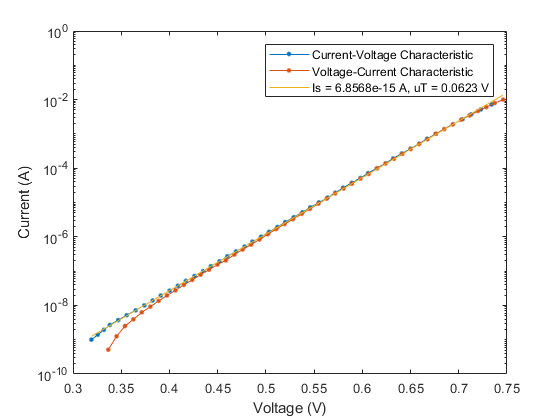 10^0
10^-2
10^-4
10^-6
10^-8
10^-10
Current (A)
Current-Voltage Characteristic
Voltage-Current Characteristic
Is = 6.8568e-15 A, uT = 0.0623 V
0.3 0.35 0.4 0.45 0.5 0.55 0.6 0.65 0.7 0.75
Voltage (V)